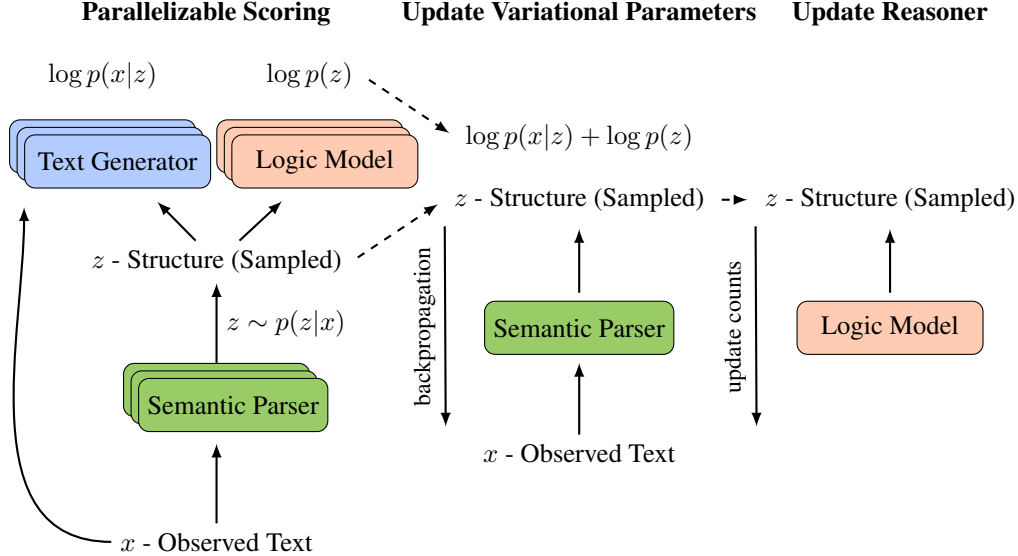 Parallelizable Scoring
Update Variational Parameters
Update Reasoner
log p(x|z)
log p(z)
log p(x|z) + log p(z)
Text Generator
Logic Model
z - Structure (Sampled)
z - Structure (Sampled)
z - Structure (Sampled)
z ∼ p(z|x)
backpropagation
Semantic Parser
update counts
Logic Model
Semantic Parser
x - Observed Text
x - Observed Text